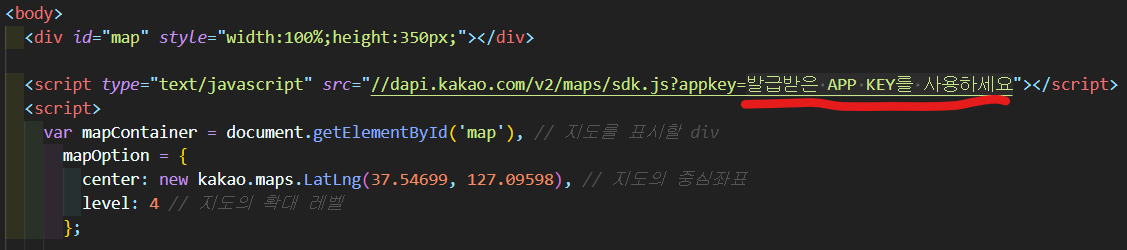 <body>
<div id="map" style="width:100%;height:350px;"></div>
<script type="text/javascript" src="//dapi.kakao.com/v2/maps/sdk.js?appkey=발급받은 APP KEY를 사용하세요"></script>
<script>
var mapContainer = document.getElementById('map'), // 지도를 표시할 div
mapOption = {
center: new kakao.maps.LatLng(37.54699, 127.09598), // 지도의 중심좌표
level: 4 // 지도의 확대 레벨
};